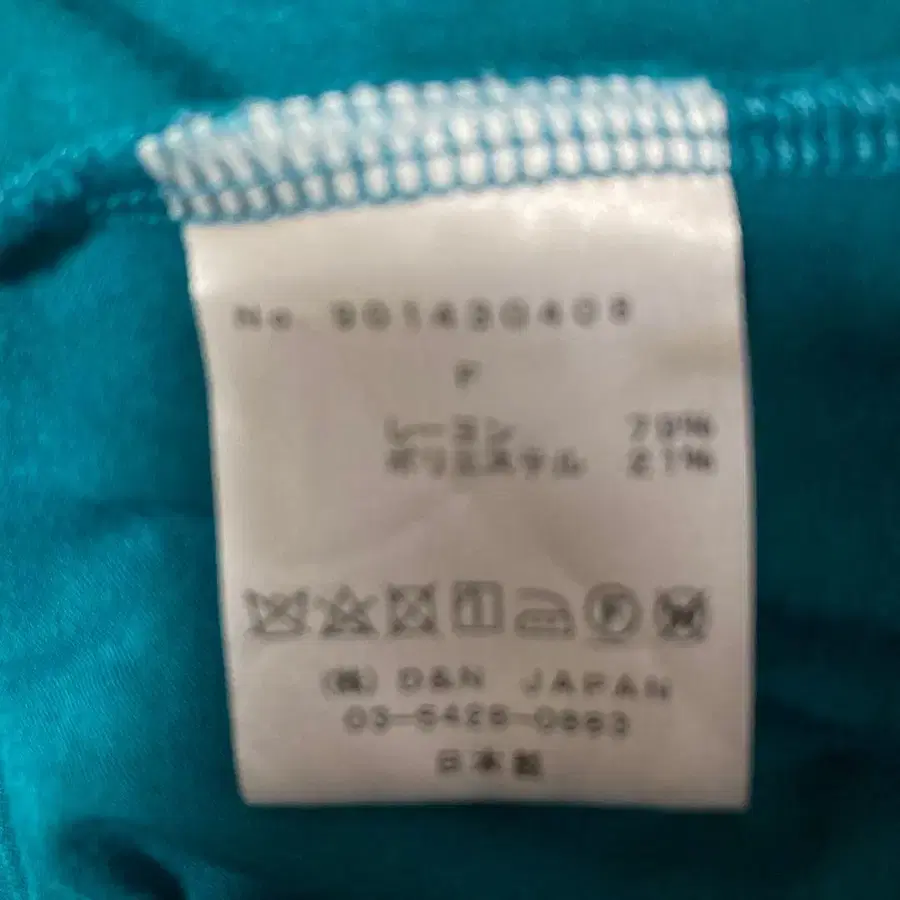 No. 901430408
F
レーヨン 79%
ポリエステル 21%
(株) D&N JAPAN
03-5428-0883
日本製